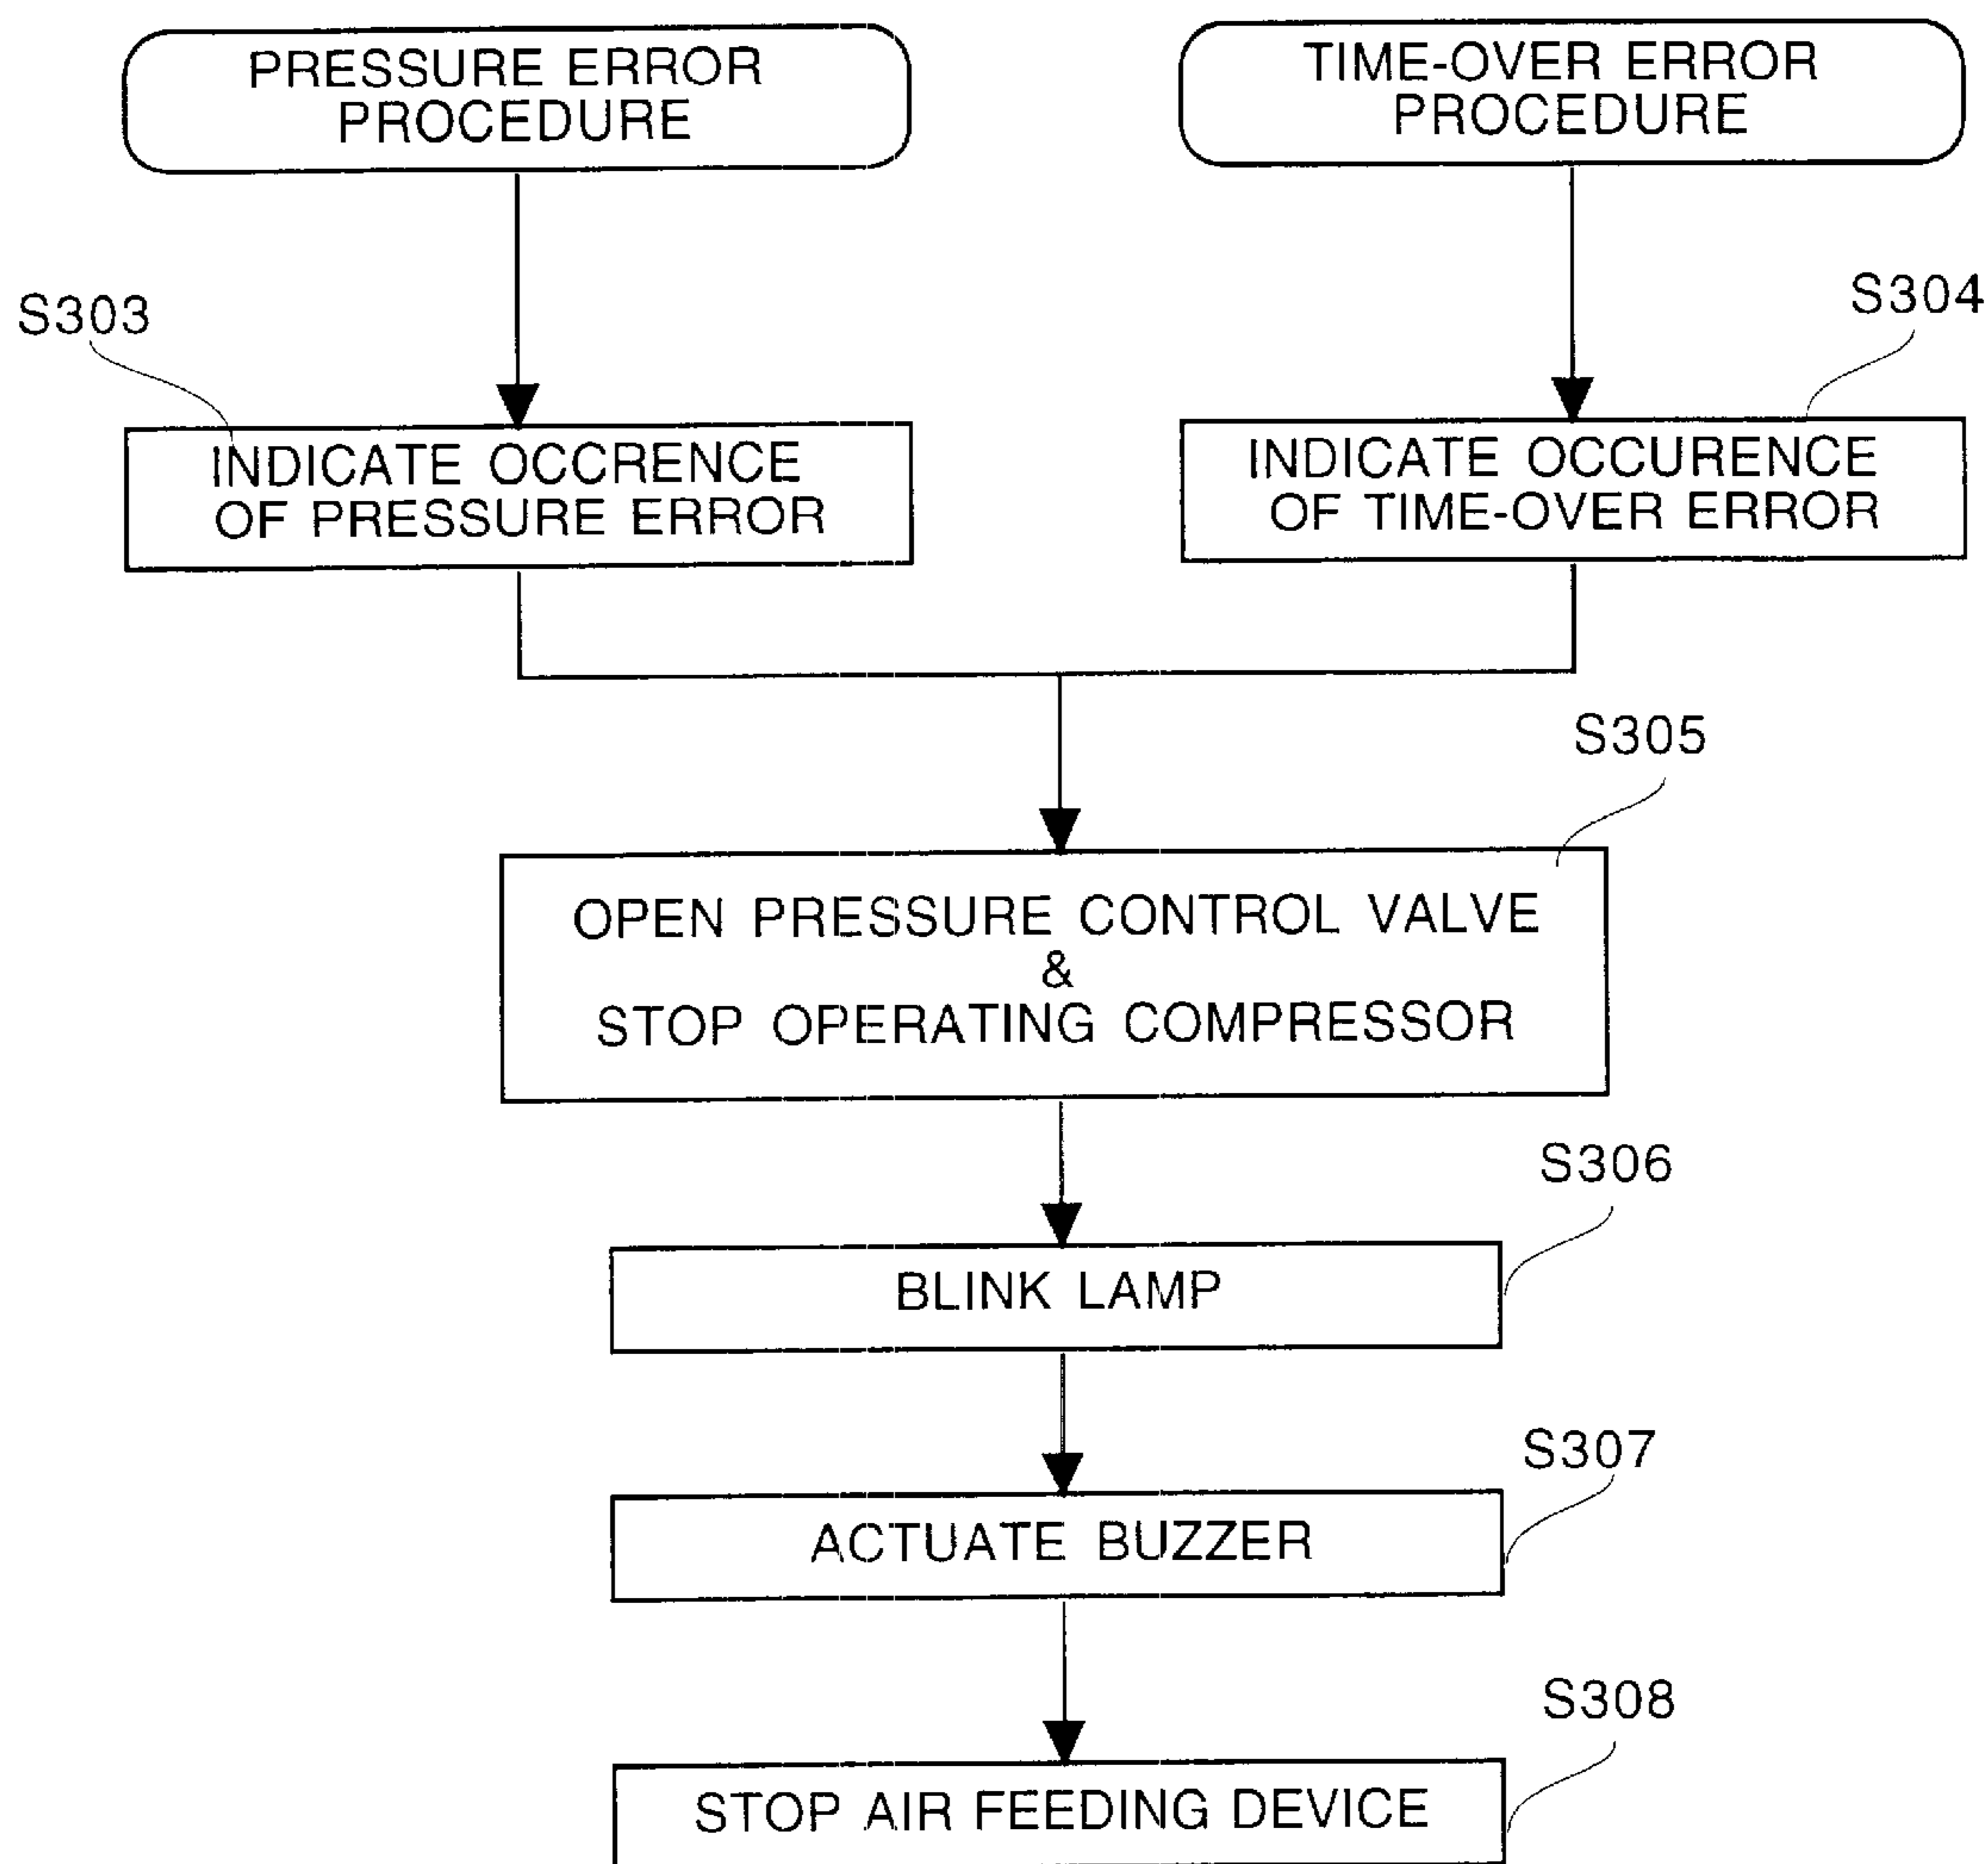 PRESSURE ERROR
PROCEDURE
TIME-OVER ERROR
PROCEDURE
S303
S304
INDICATE OCCRENCE
OF PRESSURE ERROR
INDICATE OCCURENCE
OF TIME-OVER ERROR
S305
OPEN PRESSURE CONTROL VALVE
&
STOP OPERATING COMPRESSOR
S306
BLINK LAMP
S307
ACTUATE BUZZER
S308
STOP AIR FEEDING DEVICE